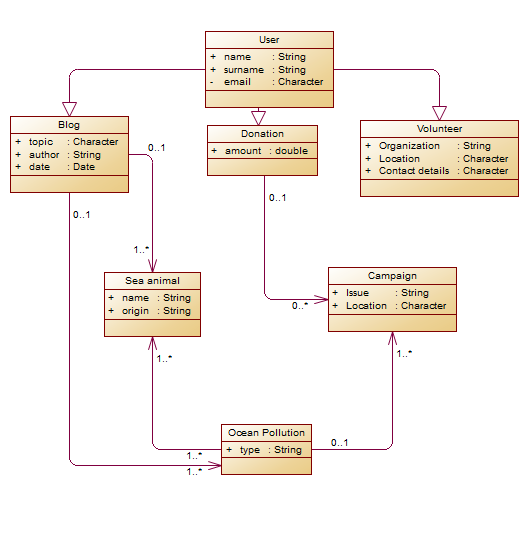 User
+ name : String
+ surname : String
- email : Character
Blog
+ topic : Character
+ author : String
+ date : Date
Donation
+ amount : double
Volunteer
+ Organization : String
+ Location : Character
+ Contact details : Character
0..1
0..1
0..1
1..*
Sea animal
+ name : String
+ origin : String
Campaign
+ Issue : String
+ Location : Character
0..*
1..*
1..*
Ocean Pollution
+ type : String
0..1
1..*
1..*